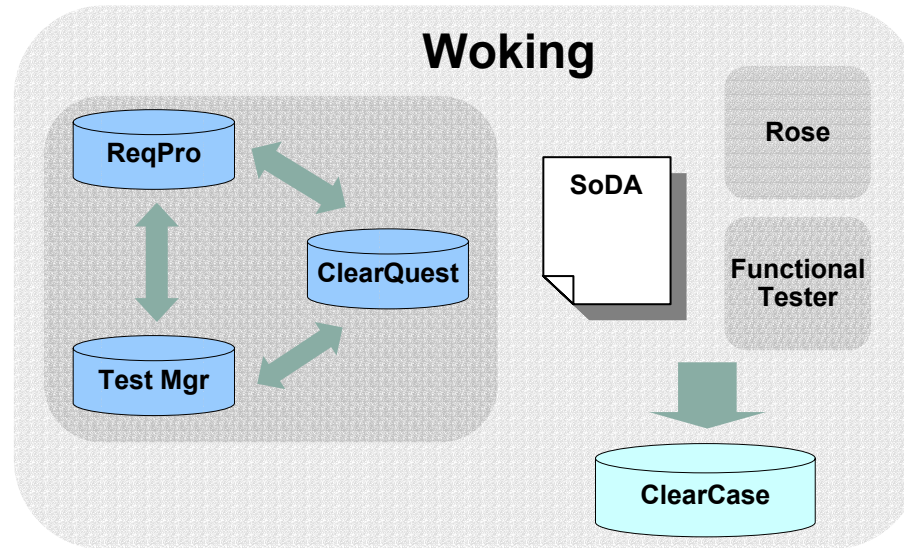 Woking
ReqPro
Rose
SoDA
ClearQuest
Functional
Tester
Test Mgr
ClearCase